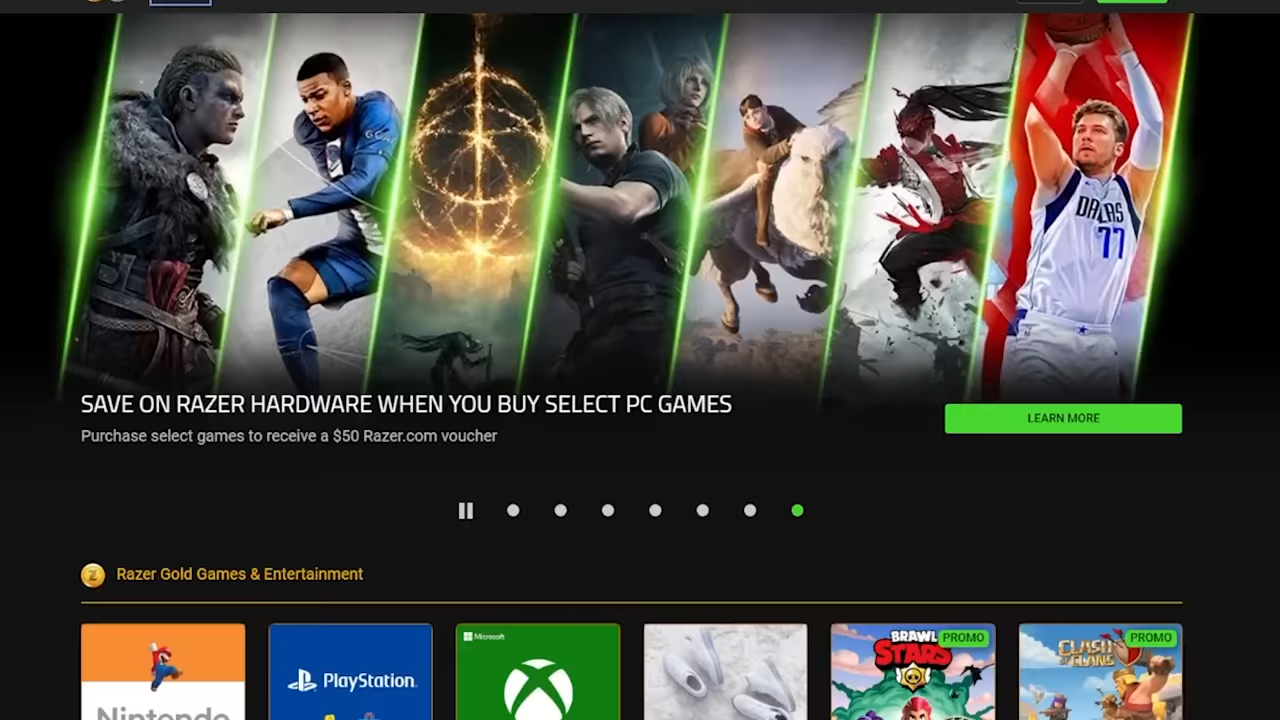 DALLAS
77
SAVE ON RAZER HARDWARE WHEN YOU BUY SELECT PC GAMES
Purchase select games to receive a $50 Razer.com voucher
LEARN MORE
Razer Gold Games & Entertainment
Nintendo
PlayStation
Microsoft
BRAWL STARS
PROMO
CLASH OF CLANS
PROMO